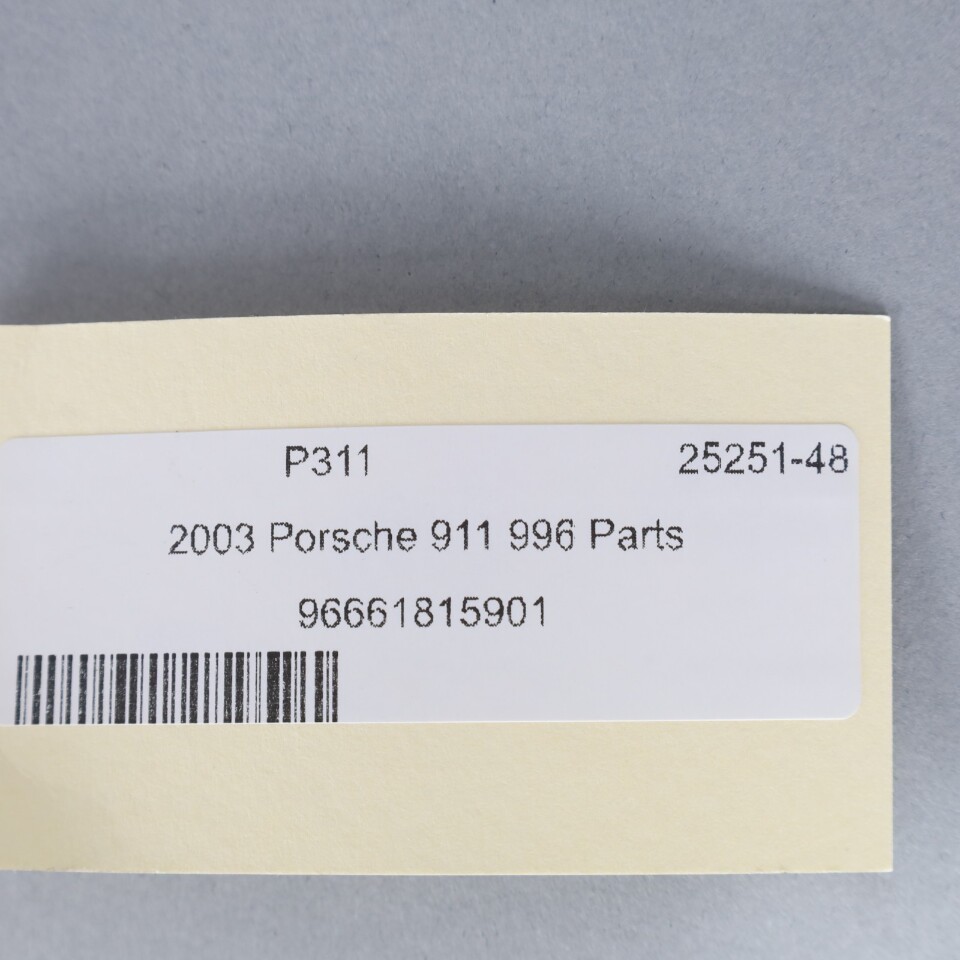 P311 25251-48
2003 Porsche 911 996 Parts
96661815901